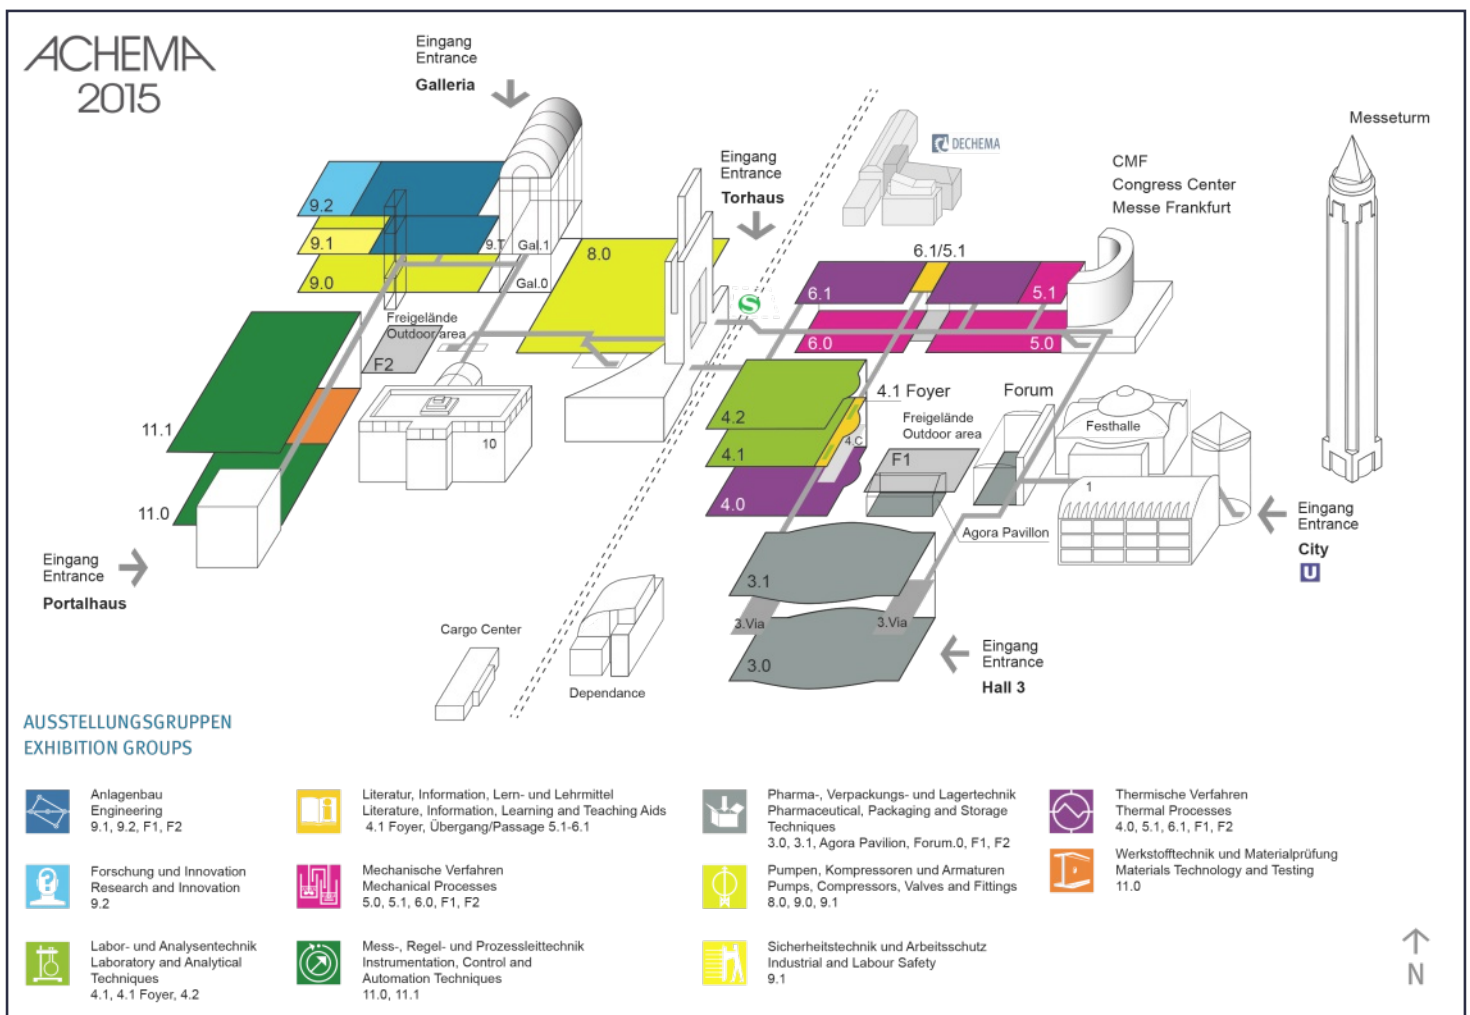 ACHEMA
2015
Eingang
Entrance
Galleria
Messeturm
DECHEMA
Eingang
Entrance
Torhaus
CMF
Congress Center
Messe Frankfurt
9.2
9.1
9.T
Gal.1
8.0
6.1/5.1
9.0
Gal.0
6.1
5.1
S
Freigelände
Outdoor area
F2
6.0
5.0
4.1 Foyer
Forum
4.2
Freigelände
Outdoor area
Festhalle
11.1
10
4.1
4.C
F1
4.0
1
11.0
Agora Pavillon
Eingang
Entrance
City
U
Eingang
Entrance
Portalhaus
3.1
3.Via
3.Via
Cargo Center
3.0
Eingang
Entrance
Hall 3
Dependance
AUSSTELLUNGSGRUPPEN
EXHIBITION GROUPS
Anlagenbau
Engineering
9.1, 9.2, F1, F2
Forschung und Innovation
Research and Innovation
9.2
Labor- und Analysentechnik
Laboratory and Analytical
Techniques
4.1, 4.1 Foyer, 4.2
Literatur, Information, Lern- und Lehrmittel
Literature, Information, Learning and Teaching Aids
4.1 Foyer, Übergang/Passage 5.1-6.1
Mechanische Verfahren
Mechanical Processes
5.0, 5.1, 6.0, F1, F2
Mess-, Regel- und Prozessleittechnik
Instrumentation, Control and
Automation Techniques
11.0, 11.1
Pharma-, Verpackungs- und Lagertechnik
Pharmaceutical, Packaging and Storage
Techniques
3.0, 3.1, Agora Pavilion, Forum.0, F1, F2
Pumpen, Kompressoren und Armaturen
Pumps, Compressors, Valves and Fittings
8.0, 9.0, 9.1
Sicherheitstechnik und Arbeitsschutz
Industrial and Labour Safety
9.1
Thermische Verfahren
Thermal Processes
4.0, 5.1, 6.1, F1, F2
Werkstofftechnik und Materialprüfung
Materials Technology and Testing
11.0
N